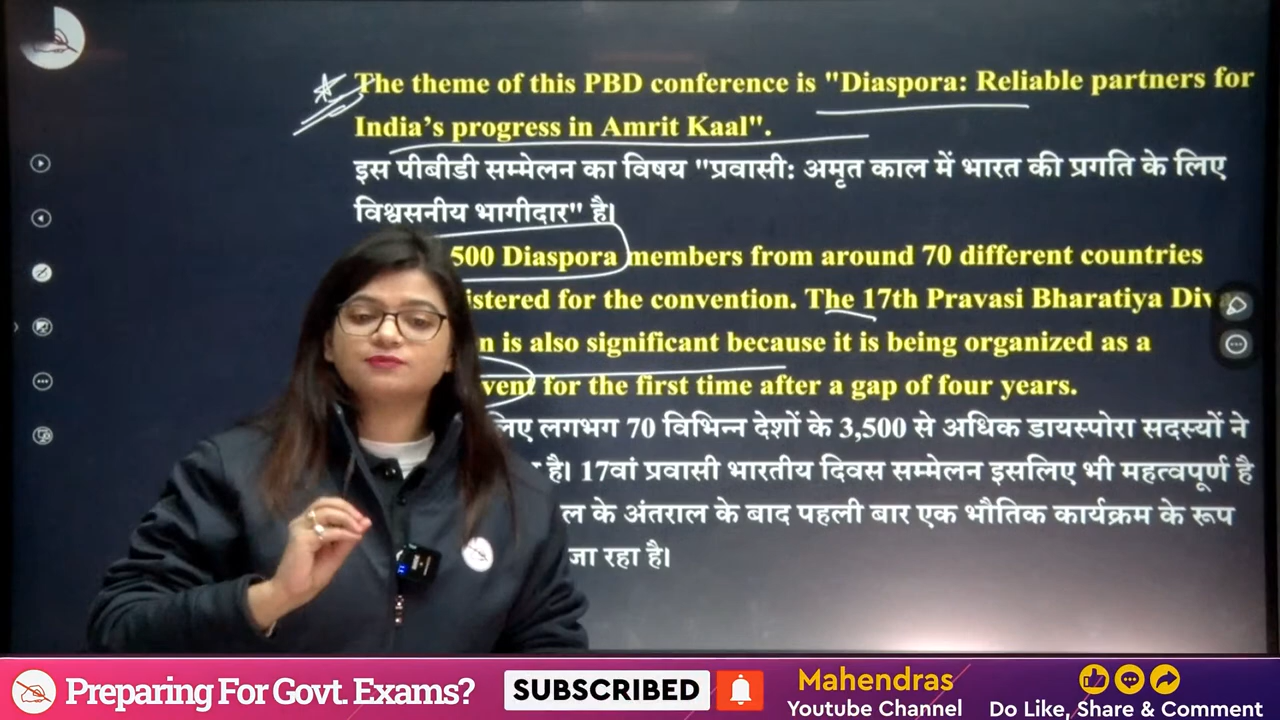 The theme of this PBD conference is "Diaspora: Reliable partners for
India's progress in Amrit Kaal".
इस पीबीडी सम्मेलन का विषय "प्रवासी: अमृत काल में भारत की प्रगति के लिए
विश्वसनीय भागीदार" है।
500 Diaspora members from around 70 different countries
istered for the convention. The 17th Pravasi Bharatiya Div
n is also significant because it is being organized as a
vent for the first time after a gap of four years.
लिए लगभग 70 विभिन्न देशों के 3,500 से अधिक डायस्पोरा सदस्यों ने
है। 17वां प्रवासी भारतीय दिवस सम्मेलन इसलिए भी महत्वपूर्ण है
ल के अंतराल के बाद पहली बार एक भौतिक कार्यक्रम के रूप
जा रहा है।
Preparing For Govt. Exams?
SUBSCRIBED
Mahendras
Youtube Channel
Do Like, Share & Comment